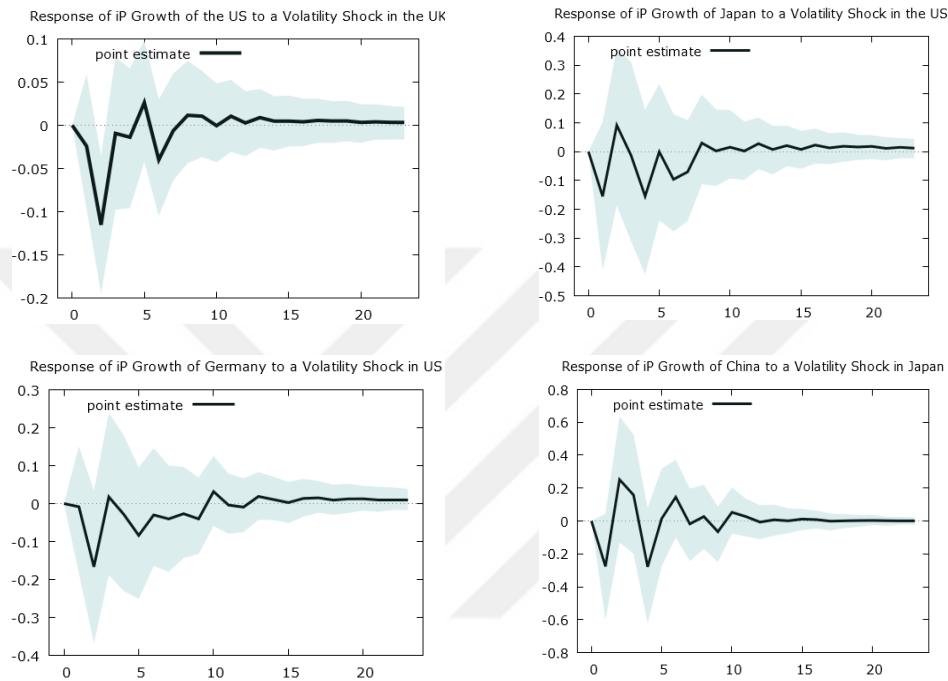 Response of iP Growth of the US to a Volatility Shock in the UK
point estimate
0.1
0.05
0
-0.05
-0.1
-0.15
-0.2
0 5 10 15 20
Response of iP Growth of Japan to a Volatility Shock in the US
point estimate
0.4
0.3
0.2
0.1
0
-0.1
-0.2
-0.3
-0.4
-0.5
0 5 10 15 20
Response of iP Growth of Germany to a Volatility Shock in US
point estimate
0.3
0.2
0.1
0
-0.1
-0.2
-0.3
-0.4
0 5 10 15 20
Response of iP Growth of China to a Volatility Shock in Japan
point estimate
0.8
0.6
0.4
0.2
0
-0.2
-0.4
-0.6
-0.8
0 5 10 15 20